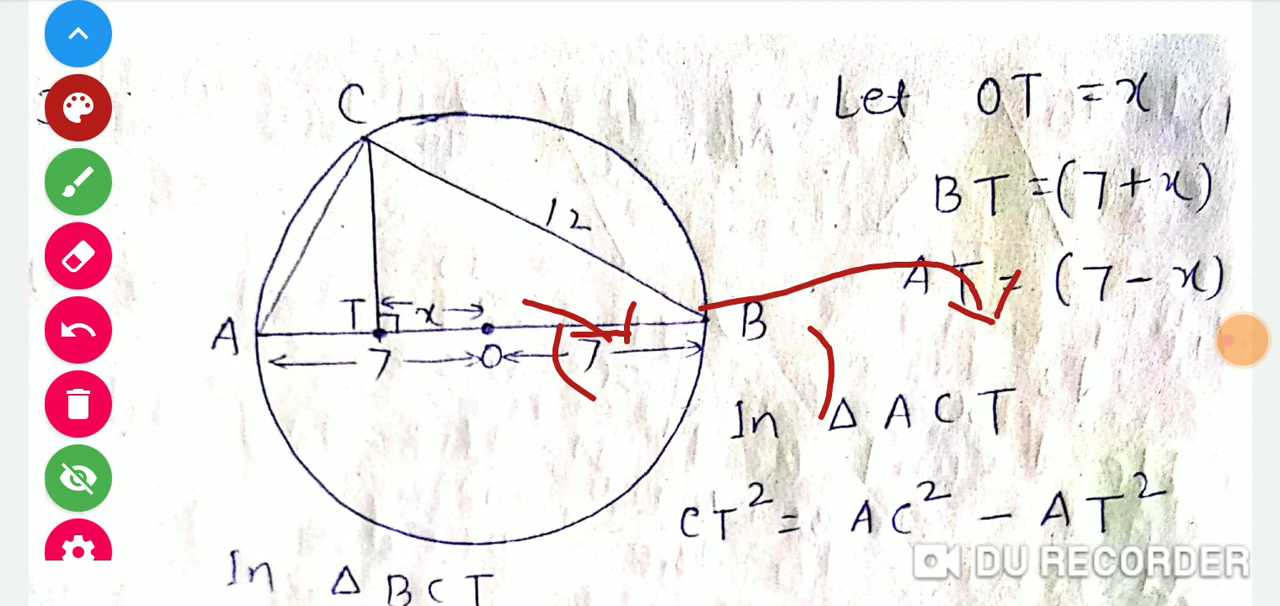 C
Let OT = x
12
BT = (7+x)
AT = (7-x)
A T x B
7 O 7
In Δ ACT
CT² = AC² - AT²
In Δ BCT
DU RECORDER